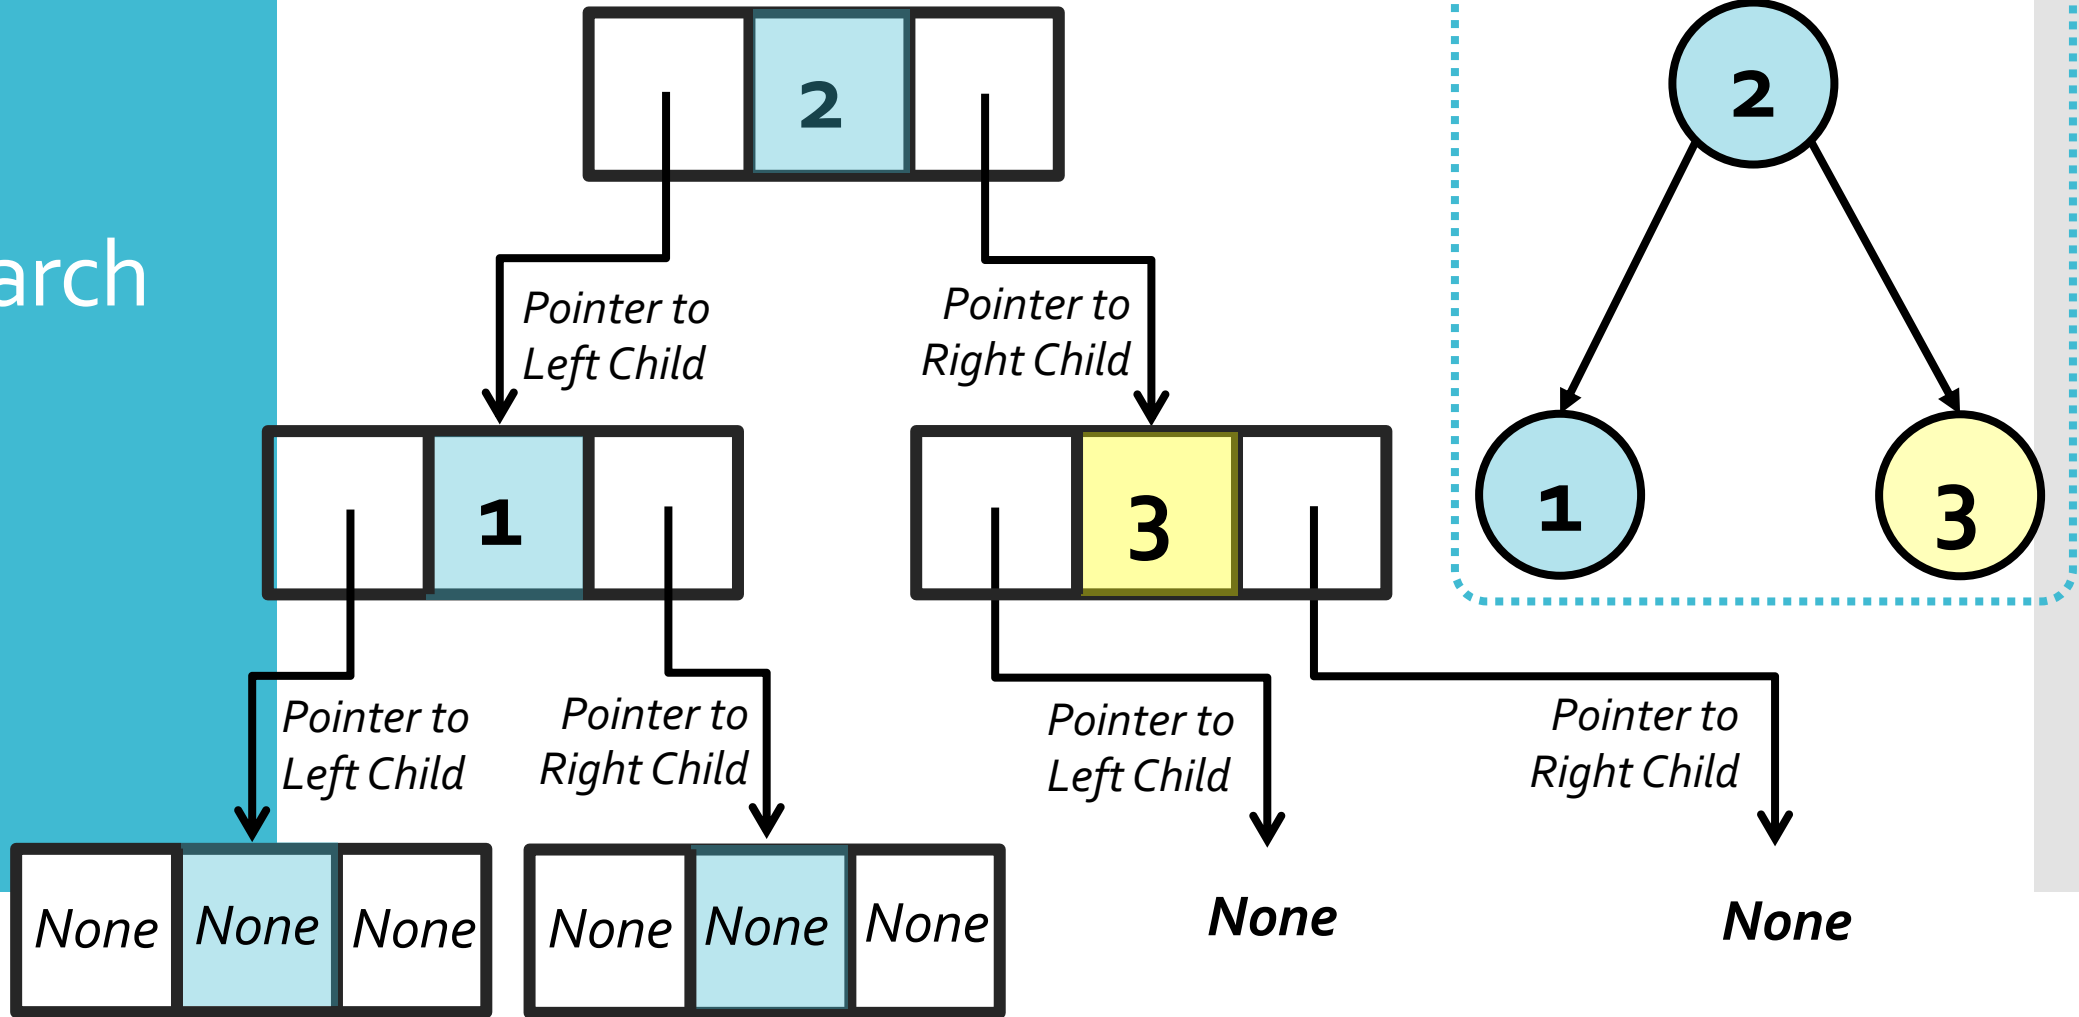 2
2
arch
Pointer to
Left Child
Pointer to
Right Child
1
3
1
3
Pointer to
Left Child
Pointer to
Right Child
Pointer to
Left Child
Pointer to
Right Child
None None None
None None None
None
None